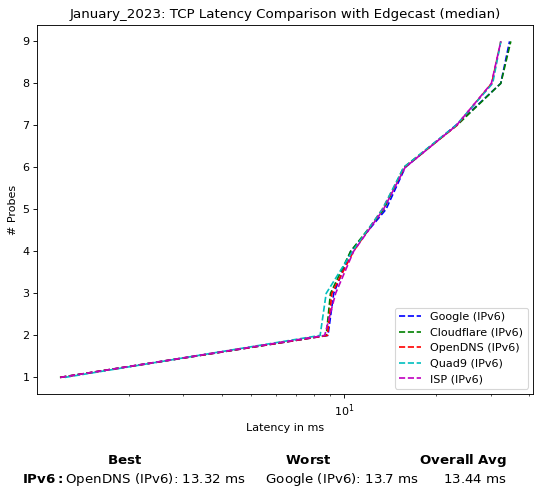 January_2023: TCP Latency Comparison with Edgecast (median)
9
8
7
6
5
4
3
2
1
# Probes
Google (IPv6)
Cloudflare (IPv6)
OpenDNS (IPv6)
Quad9 (IPv6)
ISP (IPv6)
10¹
Latency in ms
Best Worst Overall Avg
IPv6: OpenDNS (IPv6): 13.32 ms Google (IPv6): 13.7 ms 13.44 ms